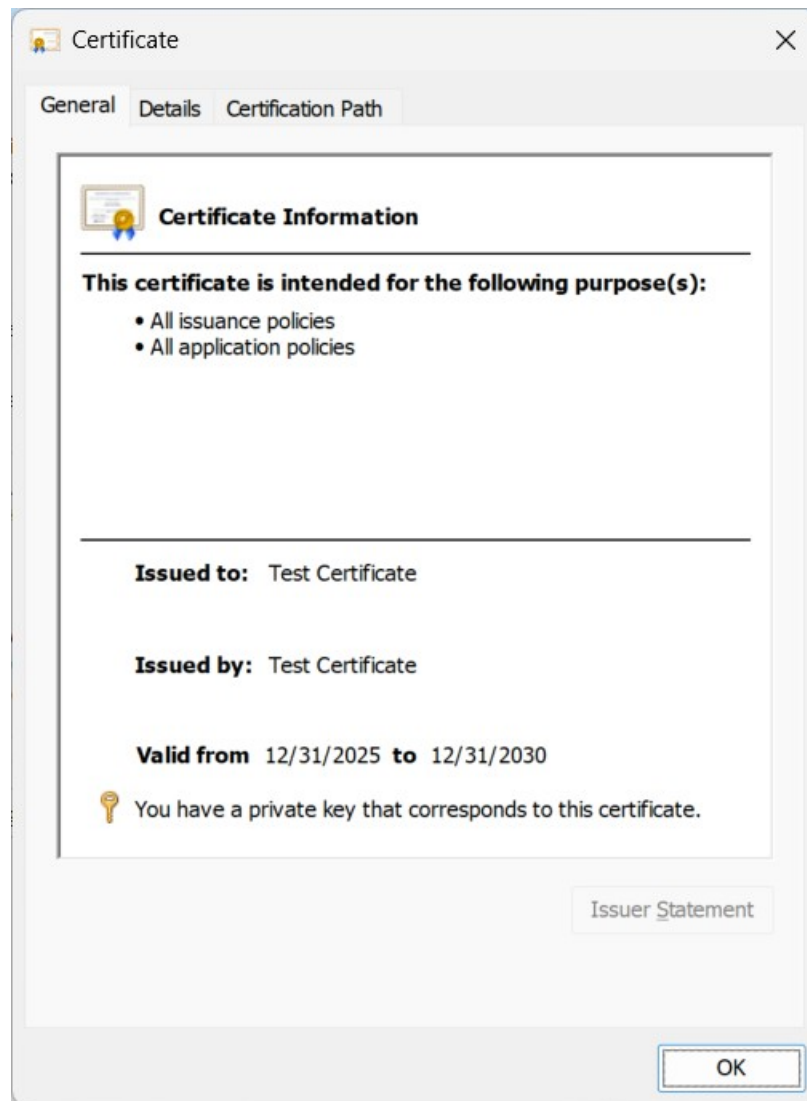 Certificate
General Details Certification Path
Certificate Information
This certificate is intended for the following purpose(s):
• All issuance policies
• All application policies
Issued to: Test Certificate
Issued by: Test Certificate
Valid from 12/31/2025 to 12/31/2030
You have a private key that corresponds to this certificate.
Issuer Statement
OK